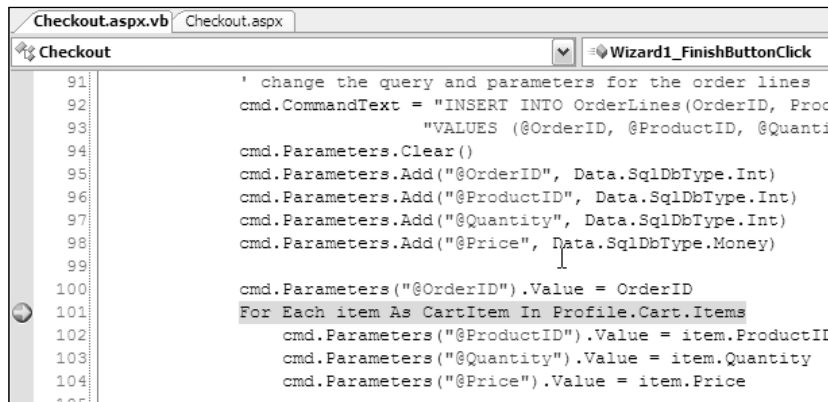 Checkout.aspx.vb Checkout.aspx
Checkout Wizard1_FinishButtonClick
91 ' change the query and parameters for the order lines
92 cmd.CommandText = "INSERT INTO OrderLines(OrderID, Prod
93 "VALUES (@OrderID, @ProductID, @Quanti
94 cmd.Parameters.Clear()
95 cmd.Parameters.Add("@OrderID", Data.SqlDbType.Int)
96 cmd.Parameters.Add("@ProductID", Data.SqlDbType.Int)
97 cmd.Parameters.Add("@Quantity", Data.SqlDbType.Int)
98 cmd.Parameters.Add("@Price", Data.SqlDbType.Money)
99
100 cmd.Parameters("@OrderID").Value = OrderID
101 For Each item As CartItem In Profile.Cart.Items
102 cmd.Parameters("@ProductID").Value = item.ProductID
103 cmd.Parameters("@Quantity").Value = item.Quantity
104 cmd.Parameters("@Price").Value = item.Price